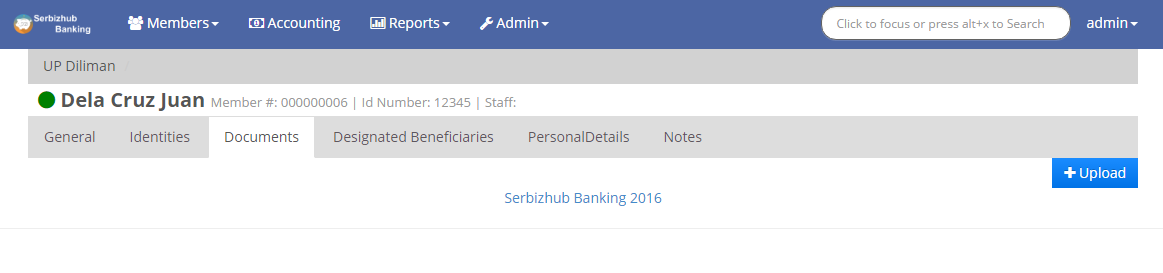 Serbizhub Banking
Members Accounting Reports Admin Click to focus or press alt+x to Search admin
UP Diliman
Dela Cruz Juan Member #: 000000006 | Id Number: 12345 | Staff:
General Identities Documents Designated Beneficiaries PersonalDetails Notes
Upload
Serbizhub Banking 2016